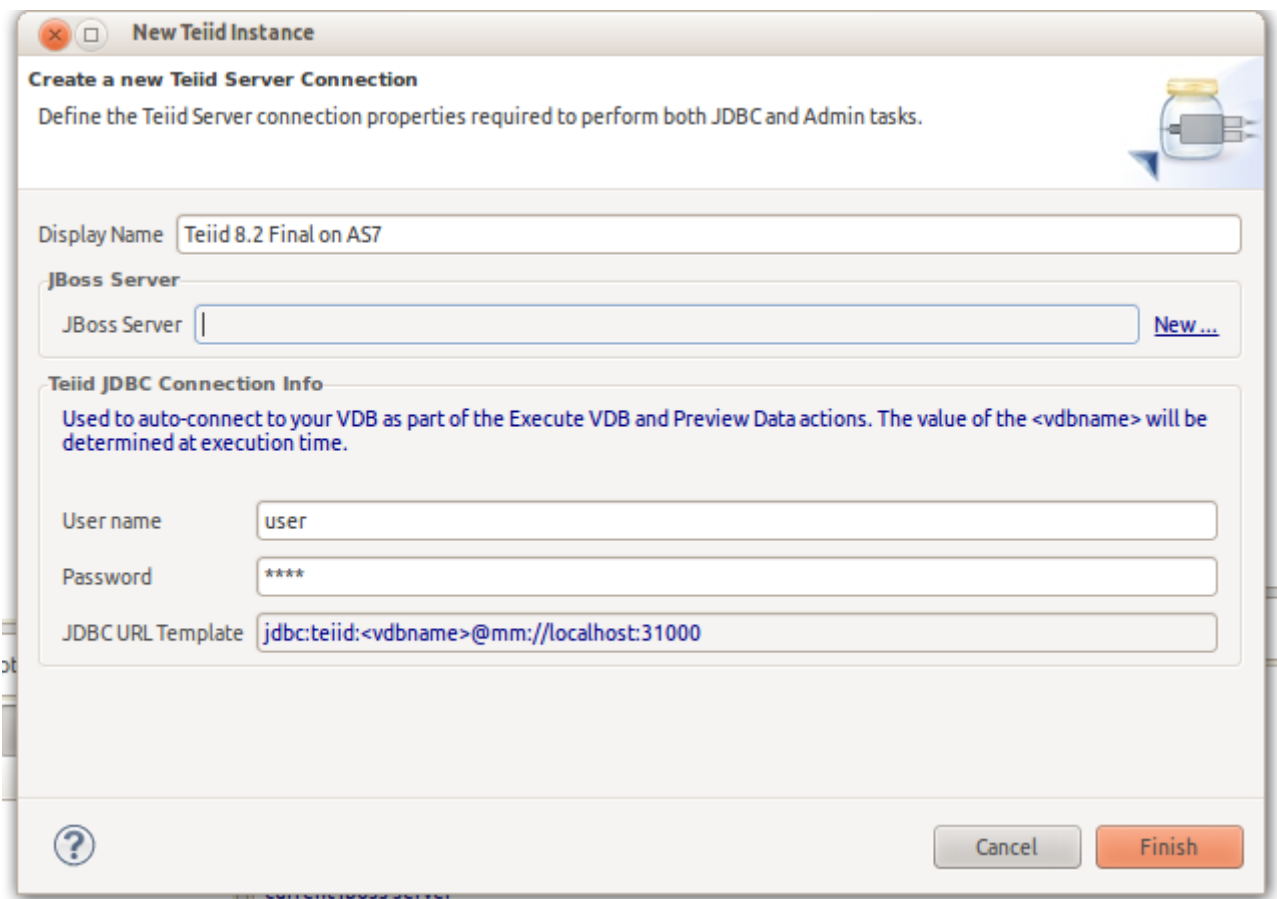 New Teiid Instance
Create a new Teiid Server Connection
Define the Teiid Server connection properties required to perform both JDBC and Admin tasks.
Display Name Teiid 8.2 Final on AS7
JBoss Server
JBoss Server New ...
Teiid JDBC Connection Info
Used to auto-connect to your VDB as part of the Execute VDB and Preview Data actions. The value of the <vdbname> will be
determined at execution time.
User name user
Password ****
JDBC URL Template jdbc:teiid:<vdbname>@mm://localhost:31000
? Cancel Finish